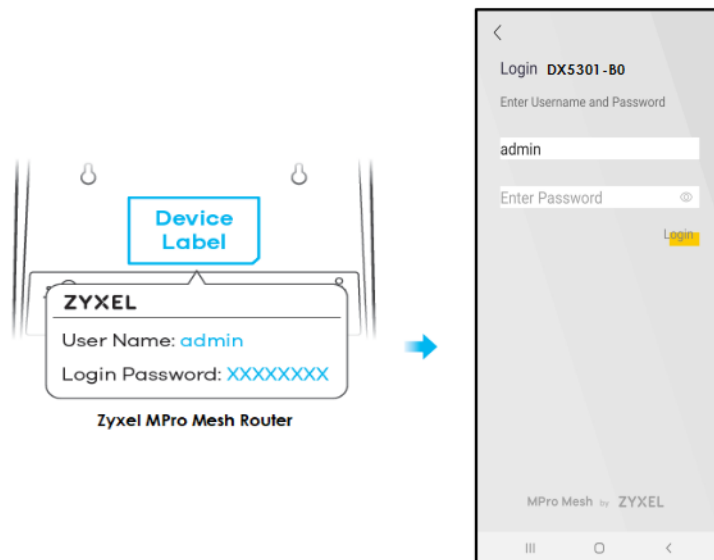 Device
Label
ZYXEL
User Name: admin
Login Password: XXXXXXXX
Zyxel MPro Mesh Router
Login DX5301-B0
Enter Username and Password
admin
Enter Password
Login
MPro Mesh by ZYXEL